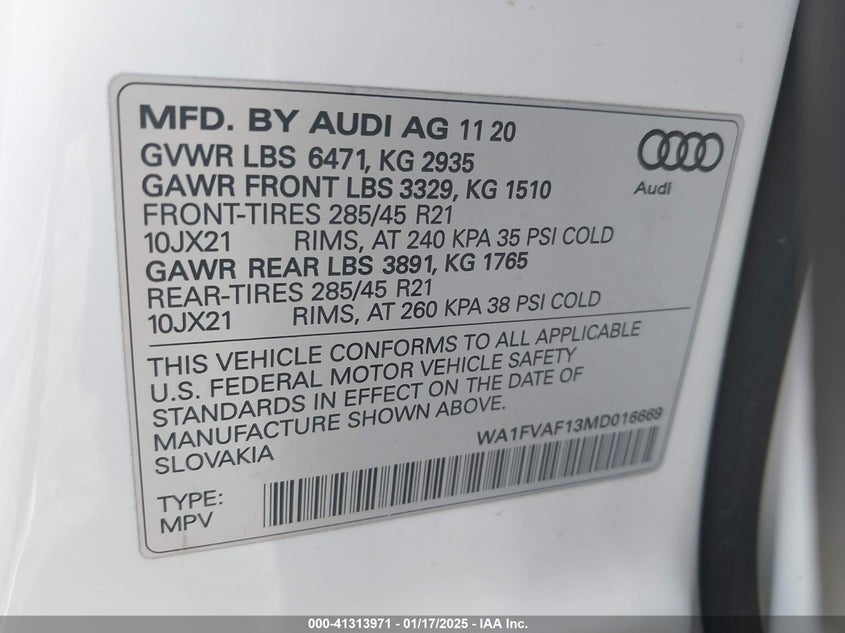 MFD. BY AUDI AG 11 20
GVWR LBS 6471, KG 2935
GAWR FRONT LBS 3329, KG 1510
FRONT-TIRES 285/45 R21
10JX21 RIMS, AT 240 KPA 35 PSI COLD
GAWR REAR LBS 3891, KG 1765
REAR-TIRES 285/45 R21
10JX21 RIMS, AT 260 KPA 38 PSI COLD
Audi
THIS VEHICLE CONFORMS TO ALL APPLICABLE
U.S. FEDERAL MOTOR VEHICLE SAFETY
STANDARDS IN EFFECT ON THE DATE OF
MANUFACTURE SHOWN ABOVE.
SLOVAKIA
WA1FVAF13MD016669
TYPE:
MPV
000-41313971 - 01/17/2025 - IAA Inc.